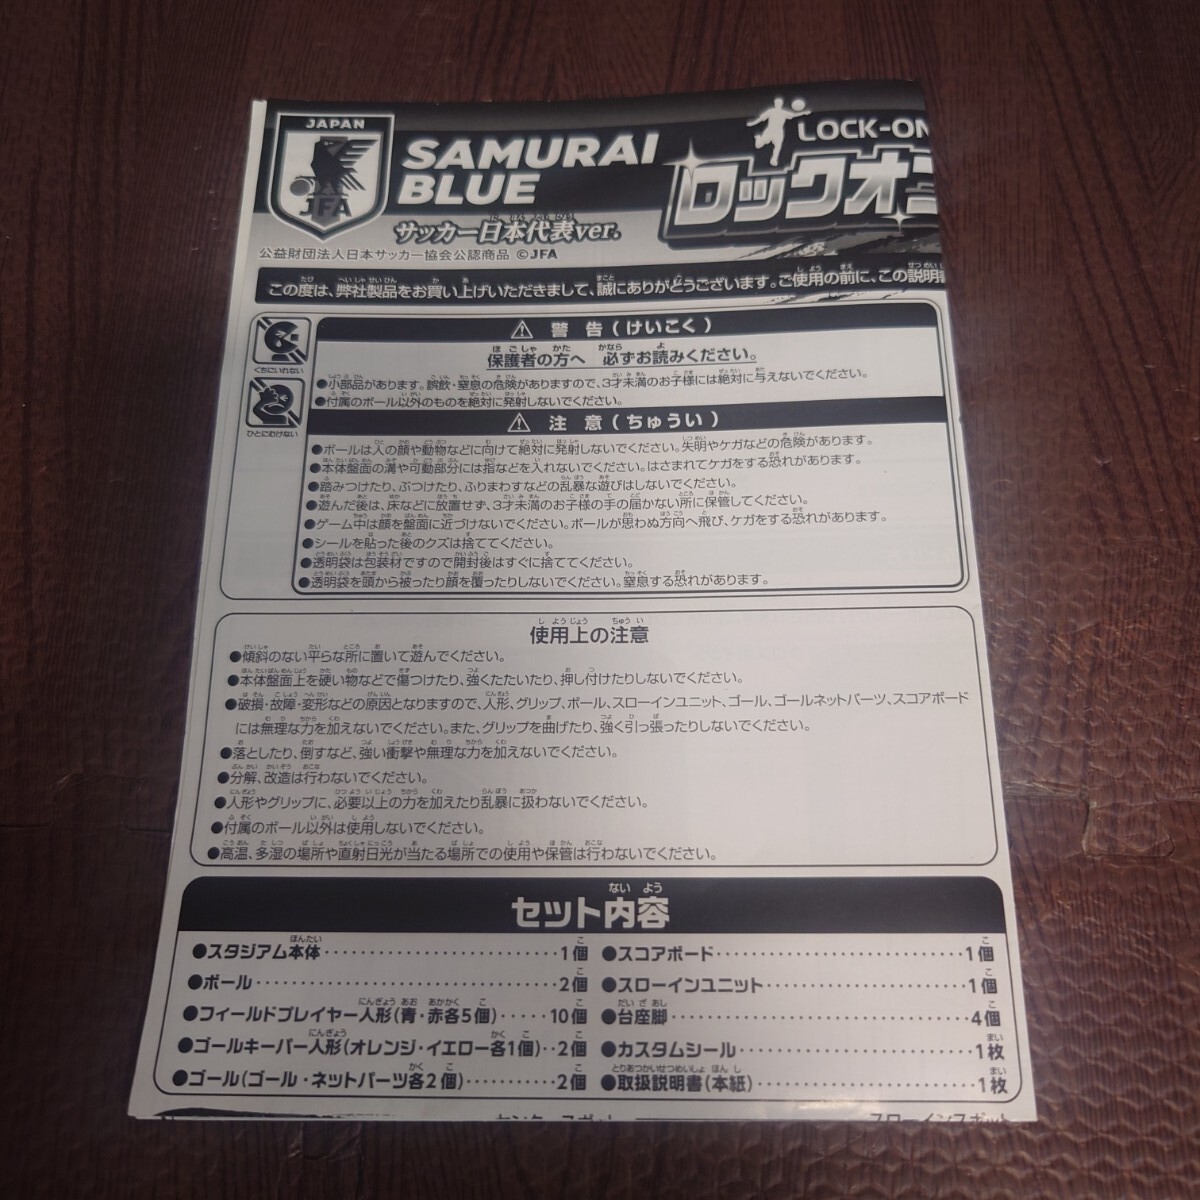 JAPAN
JFA
SAMURAI
BLUE
サッカー日本代表ver.
公益財団法人日本サッカー協会公認商品 ©JFA
LOCK-ON
ロックオ
この度は、弊社製品をお買い上げいただきまして、誠にありがとうございます。ご使用の前に、この説明
くちにいれない
ひとにむけない
⚠ 警 告(けいこく)
保護者の方へ 必ずお読みください。
●小部品があります。誤飲・窒息の危険がありますので、3才未満のお子様には絶対に与えないでください。
●付属のボール以外のものを絶対に発射しないでください。
⚠ 注 意(ちゅうい)
●ボールは人の顔や動物などに向けて絶対に発射しないでください。失明やケガなどの危険があります。
●本体盤面の溝や可動部分には指などを入れないでください。はさまれてケガをする恐れがあります。
●踏みつけたり、ぶつけたり、ふりまわすなどの乱暴な遊びはしないでください。
●遊んだ後は、床などに放置せず、3才未満のお子様の手の届かない所に保管してください。
●ゲーム中は顔を盤面に近づけないでください。ボールが思わぬ方向へ飛び、ケガをする恐れがあります。
●シールを貼った後のクズは捨ててください。
●透明袋は包装材ですので開封後はすぐに捨ててください。
●透明袋を頭から被ったり顔を覆ったりしないでください。窒息する恐れがあります。
使用上の注意
●傾斜のない平らな所に置いて遊んでください。
●本体盤面上を硬い物などで傷つけたり、強くたたいたり、押し付けたりしないでください。
●破損・故障・変形などの原因となりますので、人形、グリップ、ボール、スローインユニット、ゴール、ゴールネットパーツ、スコアボード
には無理な力を加えないでください。また、グリップを曲げたり、強く引っ張ったりしないでください。
●落としたり、倒すなど、強い衝撃や無理な力を加えないでください。
●分解、改造は行わないでください。
●人形やグリップに、必要以上の力を加えたり乱暴に扱わないでください。
●付属のボール以外は使用しないでください。
●高温、多湿の場所や直射日光が当たる場所での使用や保管は行わないでください。
セット内容
●スタジアム本体・・・・・・・・・・・・・・・・・・・・・・・・・1個
●ボール・・・・・・・・・・・・・・・・・・・・・・・・・・・・・・・・2個
●フィールドプレイヤー人形(青・赤各5個)・・・・・10個
●ゴールキーパー人形(オレンジ・イエロー各1個)・・2個
●ゴール(ゴール・ネットパーツ各2個)・・・・・・・・・・2個
●スコアボード・・・・・・・・・・・・・・・・・・・・・・・・・・1個
●スローインユニット・・・・・・・・・・・・・・・・・・・・・1個
●台座脚・・・・・・・・・・・・・・・・・・・・・・・・・・・・・・・4個
●カスタムシール・・・・・・・・・・・・・・・・・・・・・・・・1枚
●取扱説明書(本紙)・・・・・・・・・・・・・・・・・・・・・・1枚
センタースポット
スローインスポット